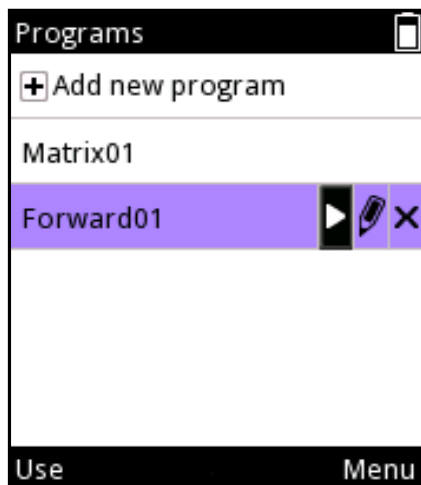 Programs
Add new program
Matrix01
Forward01
Use Menu